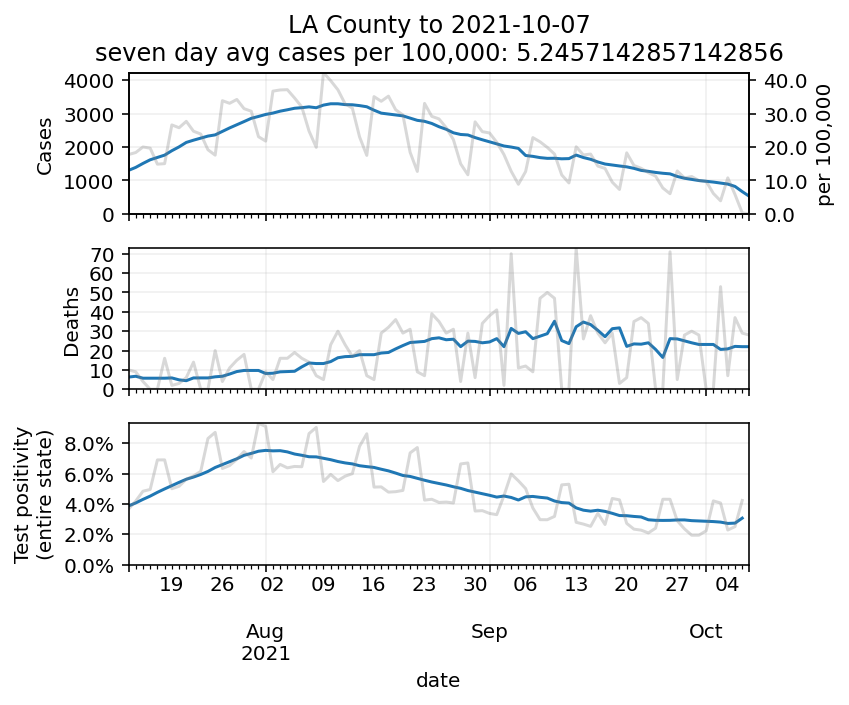 LA County to 2021-10-07
seven day avg cases per 100,000: 5.2457142857142856
4000
3000
2000
1000
0
Cases
40.0
30.0
20.0
10.0
0.0
per 100,000
70
60
50
40
30
20
10
0
Deaths
8.0%
6.0%
4.0%
2.0%
0.0%
Test positivity
(entire state)
19 26 02 09 16 23 30 06 13 20 27 04
Aug Sep Oct
2021
date